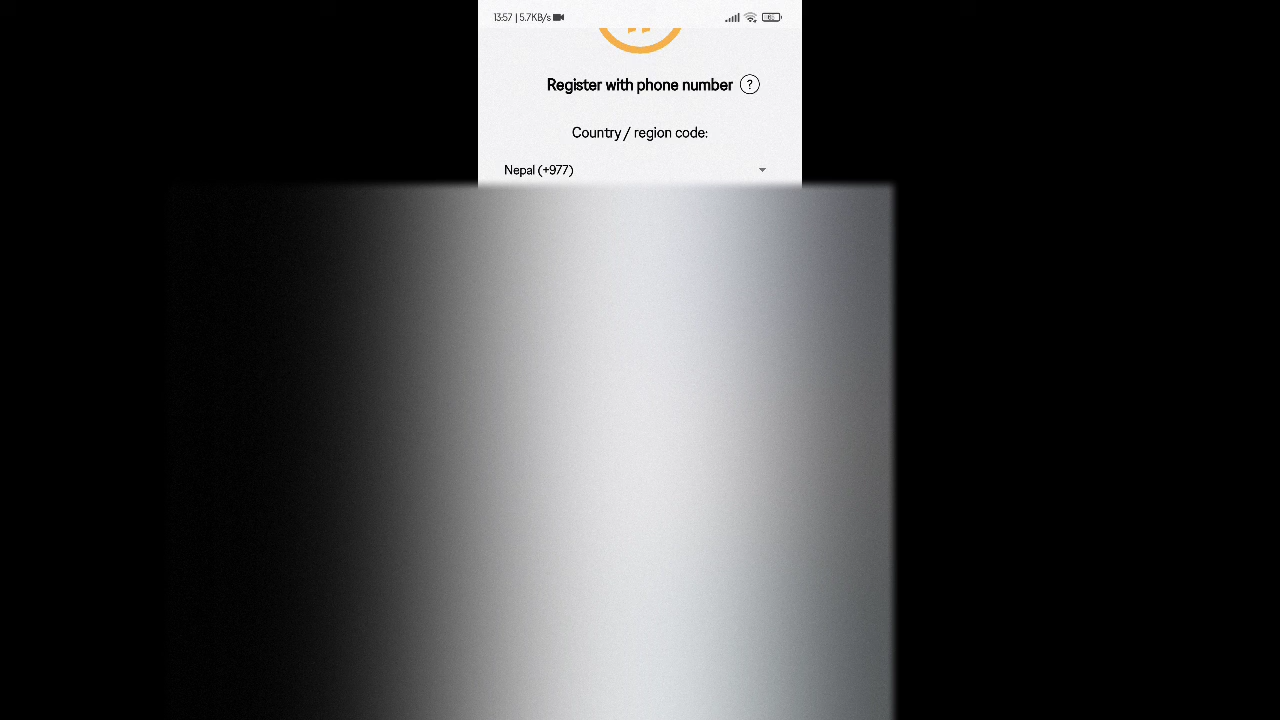 13:57 | 5.7KB/s
Register with phone number ?
Country / region code:
Nepal (+977)